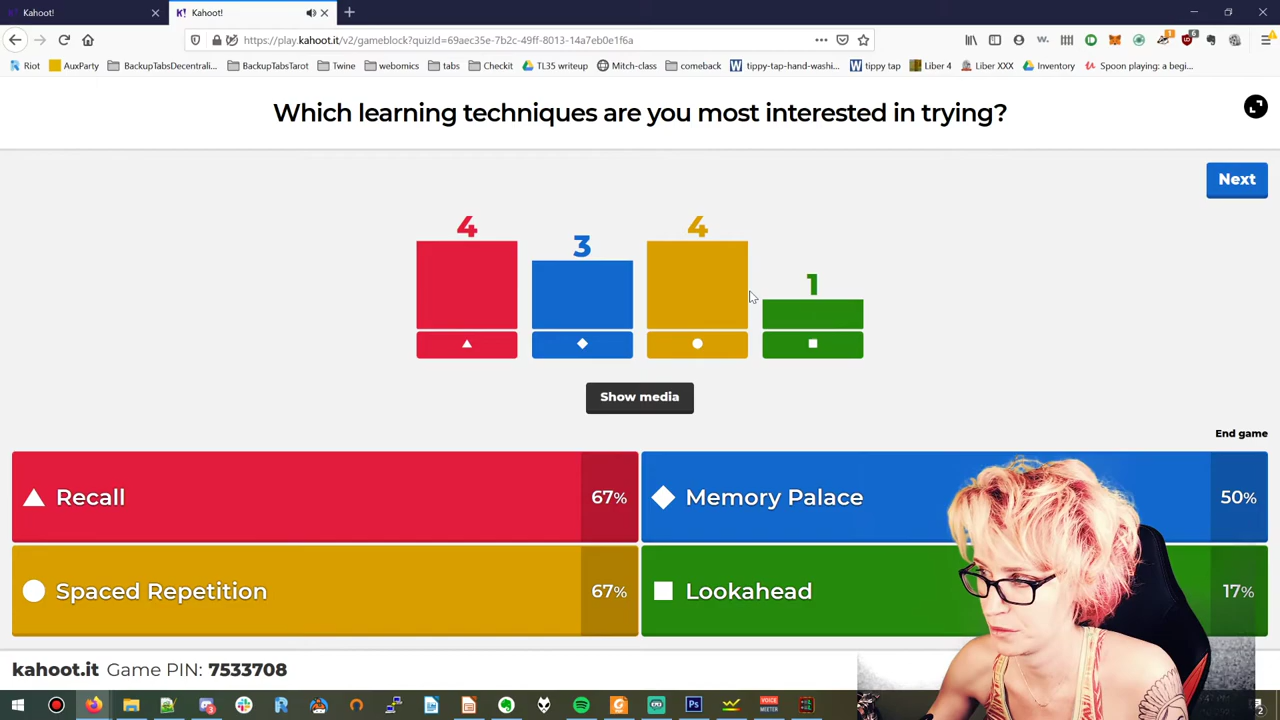 Kahoot!
Kahoot!
https://play.kahoot.it/v2/gameblock?quizId=69aec35e-7b2c-49ff-8013-14a7eb0e1f6a
Riot
AuxParty
BackupTabsDecentrali...
BackupTabsTarot
Twine
webomics
tabs
Checkit
TL35 writeup
Mitch-class
comeback
tippy-tap-hand-washi...
tippy tap
Liber 4
Liber XXX
Inventory
Spoon playing: a begi...
Which learning techniques are you most interested in trying?
Next
4
3
4
1
Show media
End game
Recall
67%
Memory Palace
50%
Spaced Repetition
67%
Lookahead
17%
kahoot.it Game PIN: 7533708